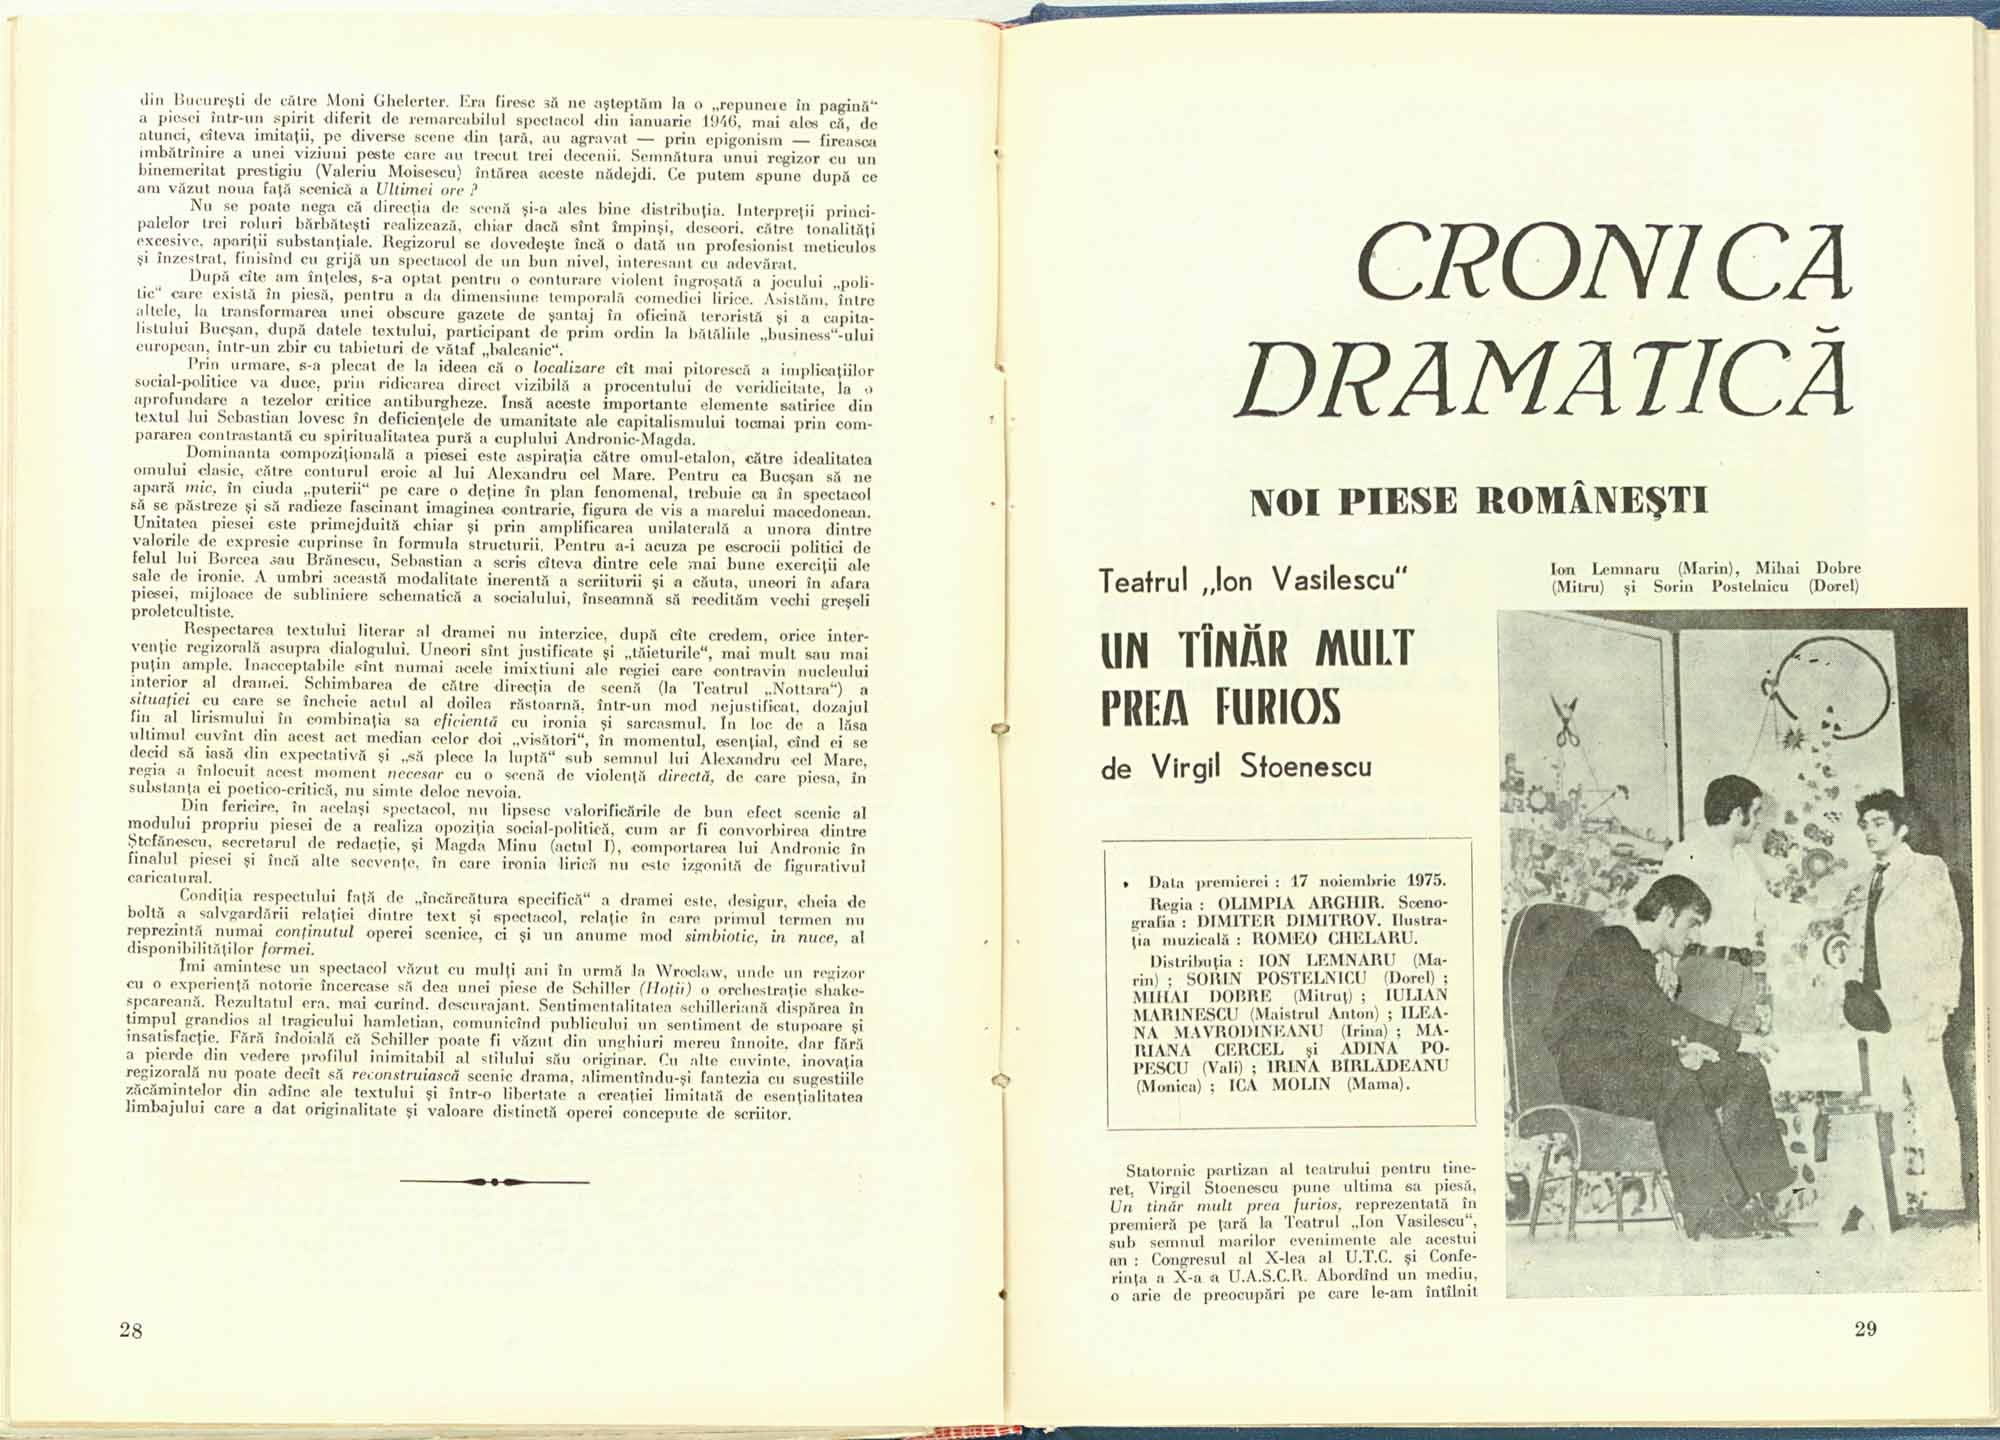 din București de către Moni Ghelerter. Era firesc să ne așteptăm la o „repunere în pagină“
a piesei într-un spirit diferit de remarcabilul spectacol din ianuarie 1946, mai ales că, de
atunci, cîteva imitații, pe diverse scene din țară, au agravat — prin epigonism — fireasca
îmbătrînire a unei viziuni peste care au trecut trei decenii. Semnătura unui regizor cu un
binemeritat prestigiu (Valeriu Moisescu) întărea aceste nădejdi. Ce putem spune după ce
am văzut noua față scenică a Ultimei ore ?
Nu se poate nega că direcția de scenă și-a ales bine distribuția. Interpreții princi-
palelor trei roluri bărbătești realizează, chiar dacă sînt împinși, deseori, către tonalități
excesive, apariții substanțiale. Regizorul se dovedește încă o dată un profesionist meticulos
și înzestrat, finisînd cu grijă un spectacol de un bun nivel, interesant cu adevărat.
După cîte am înțeles, s-a optat pentru o conturare violent îngroșată a jocului „poli-
tic“ care există în piesă, pentru a da dimensiune temporală comediei lirice. Asistăm, între
altele, la transformarea unei obscure gazete de șantaj în oficină teroristă și a capita-
listului Bucșan, după datele textului, participant de prim ordin la bătăliile „business“-ului
european, într-un zbir cu tabieturi de vătaf „balcanic“.
Prin urmare, s-a plecat de la ideea că o localizare cît mai pitorescă a implicațiilor
social-politice va duce, prin ridicarea direct vizibilă a procentului de veridicitate, la o
aprofundare a tezelor critice antiburgheze. Însă aceste importante elemente satirice din
textul lui Sebastian lovesc în deficiențele de umanitate ale capitalismului tocmai prin com-
pararea contrastantă cu spiritualitatea pură a cuplului Andronic-Magda.
Dominanta compozițională a piesei este aspirația către omul-etalon, către idealitatea
omului clasic, către conturul eroic al lui Alexandru cel Mare. Pentru ca Bucșan să ne
apară mic, în ciuda „puterii“ pe care o deține în plan fenomenal, trebuie ca în spectacol
să se păstreze și să radieze fascinant imaginea contrarie, figura de vis a marelui macedonean.
Unitatea piesei este primejduită chiar și prin amplificarea unilaterală a unora dintre
valorile de expresie cuprinse în formula structurii. Pentru a-i acuza pe escrocii politici de
felul lui Borcea sau Brănescu, Sebastian a scris cîteva dintre cele mai bune exerciții ale
sale de ironie. A umbri această modalitate inerentă a scriiturii și a căuta, uneori în afara
piesei, mijloace de subliniere schematică a socialului, înseamnă să reedităm vechi greșeli
proletcultiste.
Respectarea textului literar al dramei nu interzice, după cîte credem, orice inter-
venție regizorală asupra dialogului. Uneori sînt justificate și „tăieturile“, mai mult sau mai
puțin ample. Inacceptabile sînt numai acele imixtiuni ale regiei care contravin nucleului
interior al dramei. Schimbarea de către direcția de scenă (la Teatrul „Nottara“) a
situației cu care se încheie actul al doilea răstoarnă, într-un mod nejustificat, dozajul
fin al lirismului în combinația sa eficientă cu ironia și sarcasmul. În loc de a lăsa
ultimul cuvînt din acest act median celor doi „visători“, în momentul, esențial, cînd ei se
decid să iasă din expectativă și „să plece la luptă“ sub semnul lui Alexandru cel Mare,
regia a înlocuit acest moment necesar cu o scenă de violență directă, de care piesa, în
substanța ei poetico-critică, nu simte deloc nevoia.
Din fericire, în același spectacol, nu lipsesc valorificările de bun efect scenic al
modului propriu piesei de a realiza opoziția social-politică, cum ar fi convorbirea dintre
Ștefănescu, secretarul de redacție, și Magda Minu (actul I), comportarea lui Andronic în
finalul piesei și încă alte secvențe, în care ironia lirică nu este izgonită de figurativul
caricatural.
Condiția respectului față de „încărcătura specifică“ a dramei este, desigur, cheia de
boltă a salvgardării relației dintre text și spectacol, relație în care primul termen nu
reprezintă numai conținutul operei scenice, ci și un anume mod simbiotic, in nuce, al
disponibilităților formei.
Îmi amintesc un spectacol văzut cu mulți ani în urmă la Wroclaw, unde un regizor
cu o experiență notorie încercase să dea unei piese de Schiller (Hoții) o orchestrație shake-
speareană. Rezultatul era, mai curînd, descurajant. Sentimentalitatea schilleriană dispărea în
timpul grandios al tragicului hamletian, comunicînd publicului un sentiment de stupoare și
insatisfacție. Fără îndoială că Schiller poate fi văzut din unghiuri mereu înnoite, dar fără
a pierde din vedere profilul inimitabil al stilului său originar. Cu alte cuvinte, inovația
regizorală nu poate decît să reconstruiască scenic drama, alimentîndu-și fantezia cu sugestiile
zăcămintelor din adînc ale textului și într-o libertate a creației limitată de esențialitatea
limbajului care a dat originalitate și valoare distinctă operei concepute de scriitor.
28
CRONICA
DRAMATICĂ
NOI PIESE ROMÂNEȘTI
Teatrul „Ion Vasilescu“
UN TÎNĂR MULT
PREA FURIOS
de Virgil Stoenescu
Ion Lemnaru (Marin), Mihai Dobre
(Mitru) și Sorin Postelnicu (Dorel)
Data premierei : 17 noiembrie 1975.
Regia : OLIMPIA ARGHIR. Sceno-
grafia : DIMITER DIMITROV. Ilustra-
ția muzicală : ROMEO CHELARU.
Distribuția : ION LEMNARU (Ma-
rin) ; SORIN POSTELNICU (Dorel) ;
MIHAI DOBRE (Mitruț) ; IULIAN
MARINESCU (Maistrul Anton) ; ILEA-
NA MAVRODINEANU (Irina) ; MA-
RIANA CERCEL și ADINA PO-
PESCU (Vali) ; IRINA BÎRLĂDEANU
(Monica) ; ICA MOLIN (Mama).
Statornic partizan al teatrului pentru tine-
ret, Virgil Stoenescu pune ultima sa piesă,
Un tînăr mult prea furios, reprezentată în
premieră pe țară la Teatrul „Ion Vasilescu“,
sub semnul marilor evenimente ale acestui
an : Congresul al X-lea al U.T.C. și Confe-
rința a X-a a U.A.S.C.R. Abordînd un mediu,
o arie de preocupări pe care le-am întîlnit
29